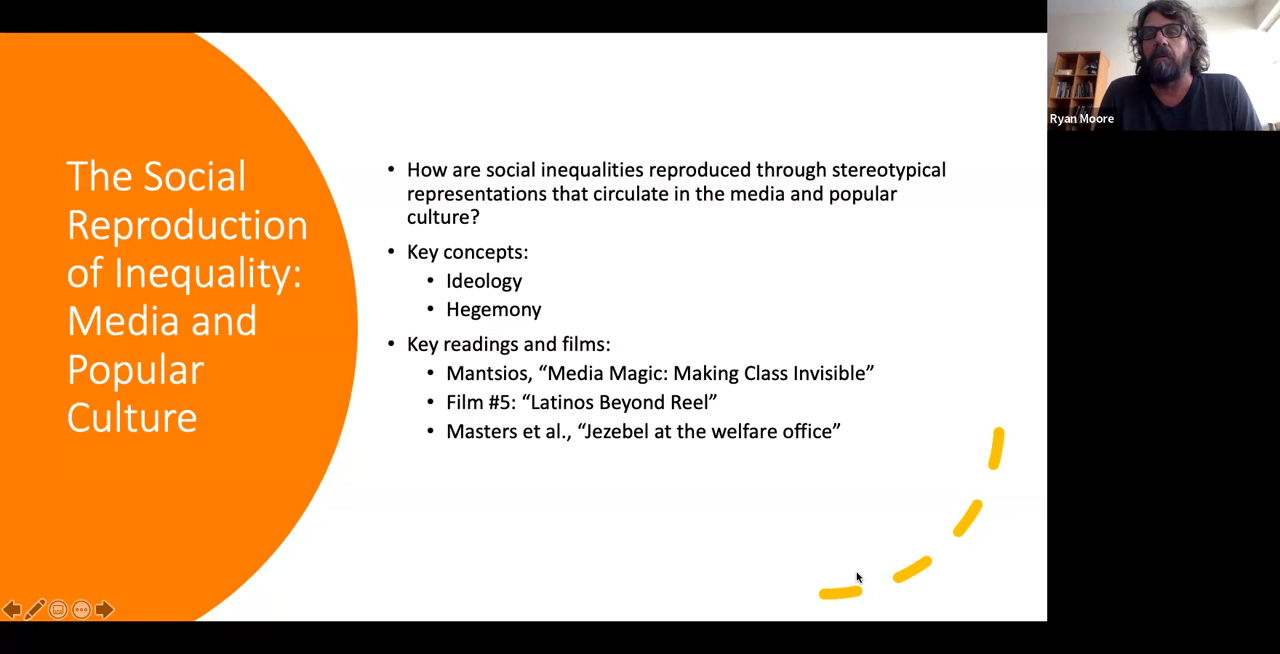 The Social
Reproduction
of Inequality:
Media and
Popular
Culture
• How are social inequalities reproduced through stereotypical
representations that circulate in the media and popular
culture?
• Key concepts:
• Ideology
• Hegemony
• Key readings and films:
• Mantsios, “Media Magic: Making Class Invisible”
• Film #5: “Latinos Beyond Reel”
• Masters et al., “Jezebel at the welfare office”
Ryan Moore